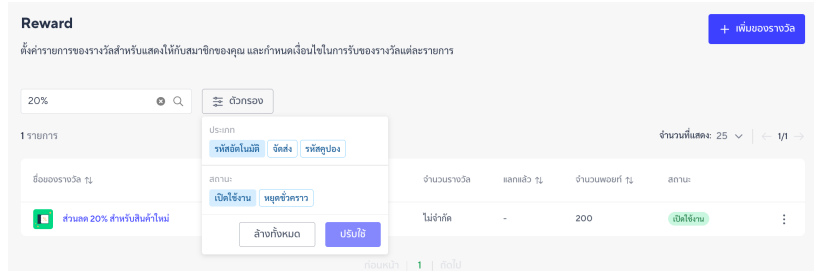 Reward
+ เพิ่มของรางวัล
ตั้งค่ารายการของรางวัลสำหรับแสดงให้กับสมาชิกของคุณ และกำหนดเงื่อนไขในการรับของรางวัลแต่ละรายการ
20%
ตัวกรอง
1 รายการ
จำนวนที่แสดง: 25
1/1
ประเภท
รหัสอัตโนมัติ จัดส่ง รหัสคูปอง
สถานะ
เปิดใช้งาน หยุดชั่วคราว
ล้างทั้งหมด ปรับใช้
ชื่อของรางวัล จำนวนรางวัล แลกแล้ว จำนวนพอยท์ สถานะ
ส่วนลด 20% สำหรับสินค้าใหม่ ไม่จำกัด - 200 เปิดใช้งาน
ก่อนหน้า | 1 | ถัดไป